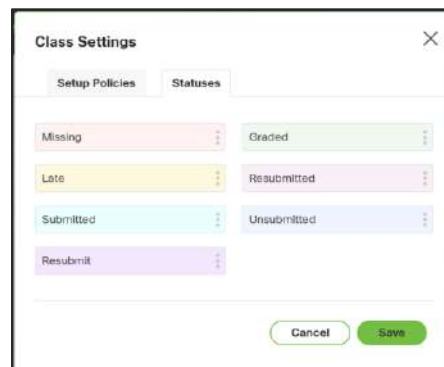 Class Settings
Setup Policies Statuses
Missing Graded
Late Resubmitted
Submitted Unsubmitted
Resubmit
Cancel Save